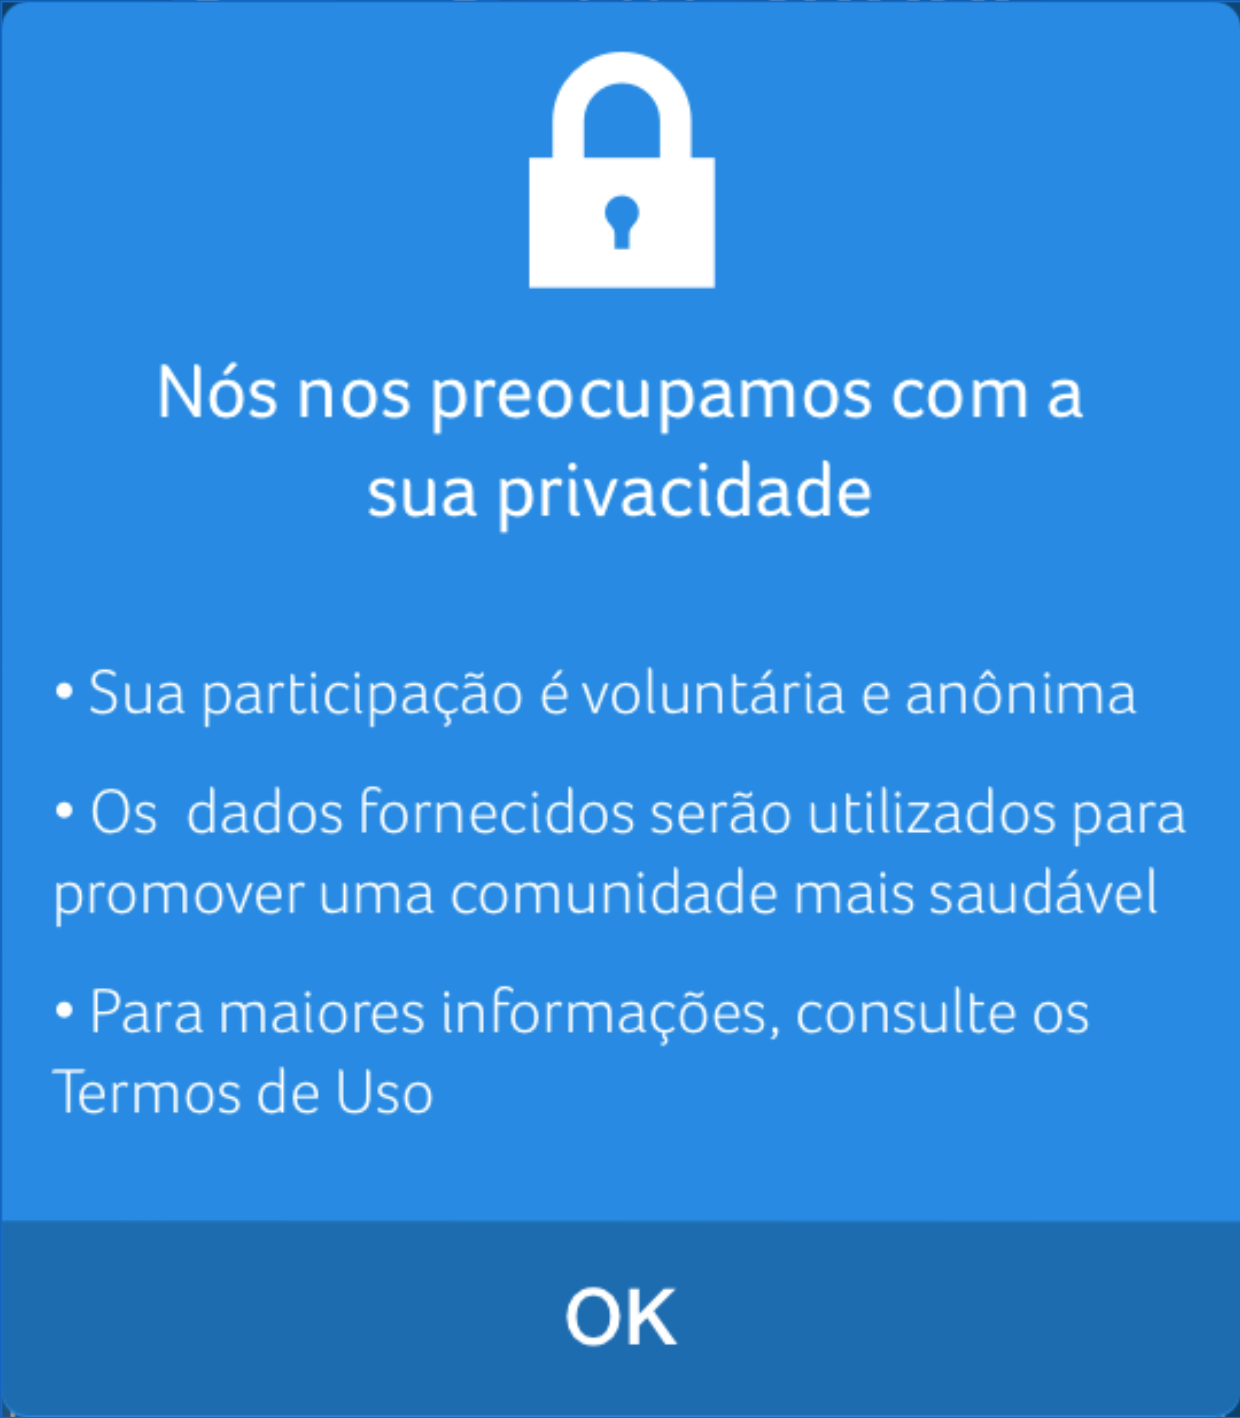 Nós nos preocupamos com a
sua privacidade
• Sua participação é voluntária e anônima
• Os  dados fornecidos serão utilizados para
promover uma comunidade mais saudável
• Para maiores informações, consulte os
Termos de Uso
OK